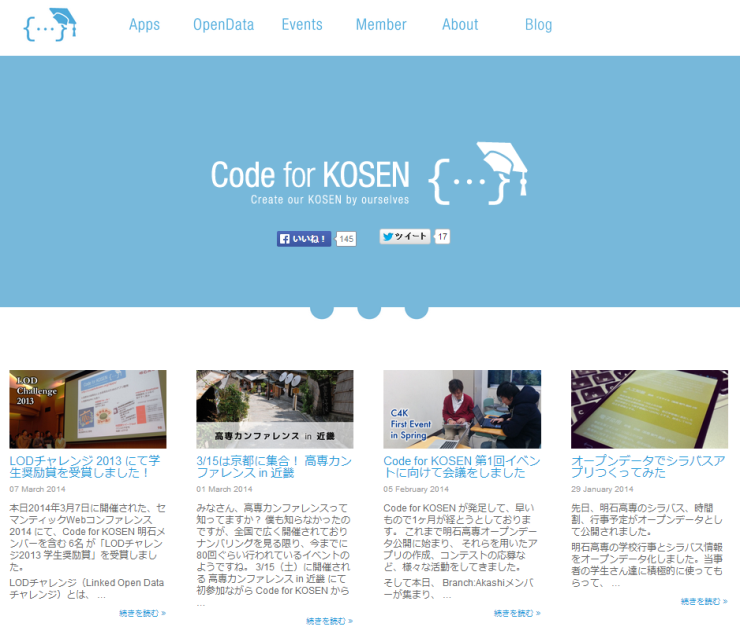 {...}
Apps OpenData Events Member About Blog
Code for KOSEN {...}
Create our KOSEN by ourselves
いいね！ 145 ツイート 17
LOD
Challenge
2013
Code for KOSEN
LODチャレンジ 2013 にて学
生奨励賞を受賞しました！
07 March 2014
本日2014年3月7日に開催された、セ
マンティックWebコンファレンス
2014 にて、Code for KOSEN 明石メ
ンバーを含む 6名 が「LODチャレン
ジ2013 学生奨励賞」を受賞しまし
た。
LODチャレンジ（Linked Open Data
チャレンジ）とは、 ...
続きを読む »
高専カンファレンス in 近畿
3/15は京都に集合！ 高専カン
ファレンス in 近畿
01 March 2014
みなさん、高専カンファレンスって
知ってますか？ 僕も知らなかったの
ですが、全国で広く開催されており
ナンバリングを見る限り、今までに
80回ぐらい行われているイベントの
ようですね。 3/15（土）に開催され
る 高専カンファレンス in 近畿 にて
初参加ながら Code for KOSEN から
...
続きを読む »
C4K
First Event
in Spring
Code for KOSEN 第1回イベン
トに向けて会議をしました
05 February 2014
Code for KOSEN が発足して、早い
もので1ヶ月が経とうとしておりま
す。 これまで明石高専オープンデー
タ公開に始まり、 それらを用いたア
プリの作成、コンテストの応募な
ど、様々な活動をしてきました。
そして本日、 Branch:Akashiメンバ
ーが集まり、 ...
続きを読む »
オープンデータでシラバスア
プリつくってみた
29 January 2014
先日、明石高専のシラバス、時間
割、行事予定がオープンデータとし
て公開されました。
明石高専の学校行事とシラバス情報
をオープンデータ化しました。当事
者の学生さん達に積極的に使っても
らって、 ...
続きを読む »